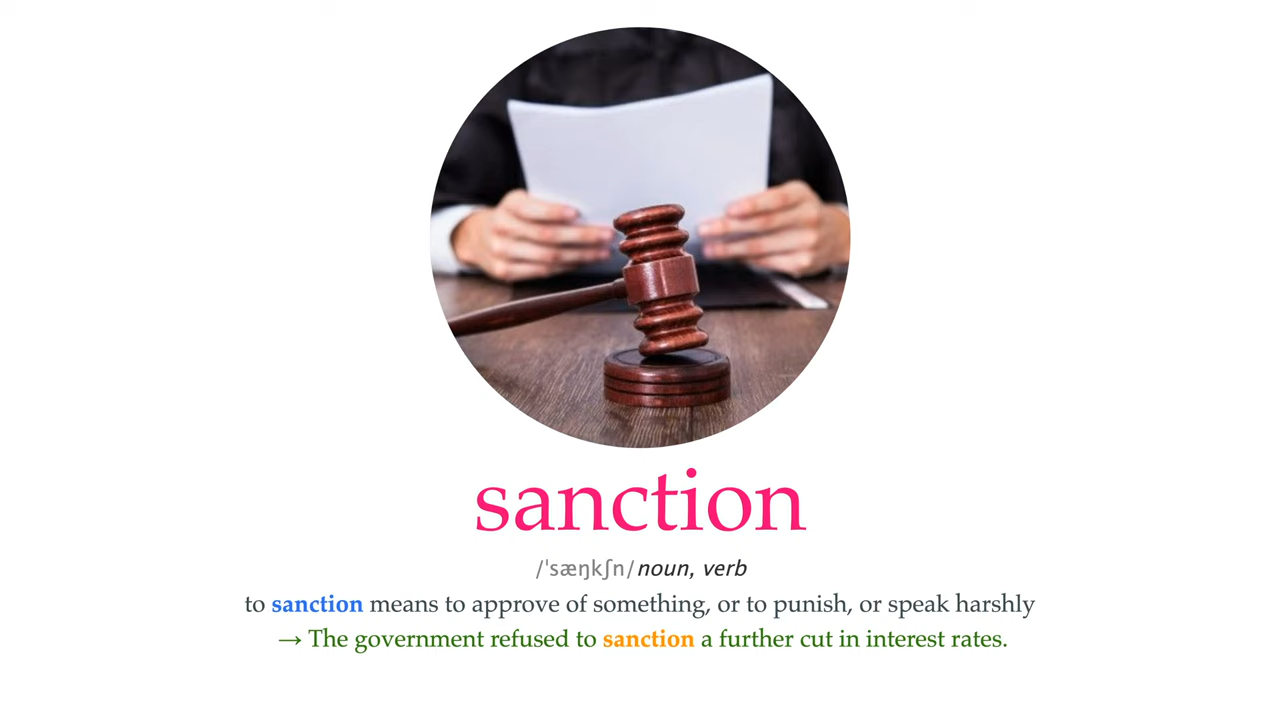 sanction
/ˈsæŋkʃn/ noun, verb
to sanction means to approve of something, or to punish, or speak harshly
→ The government refused to sanction a further cut in interest rates.